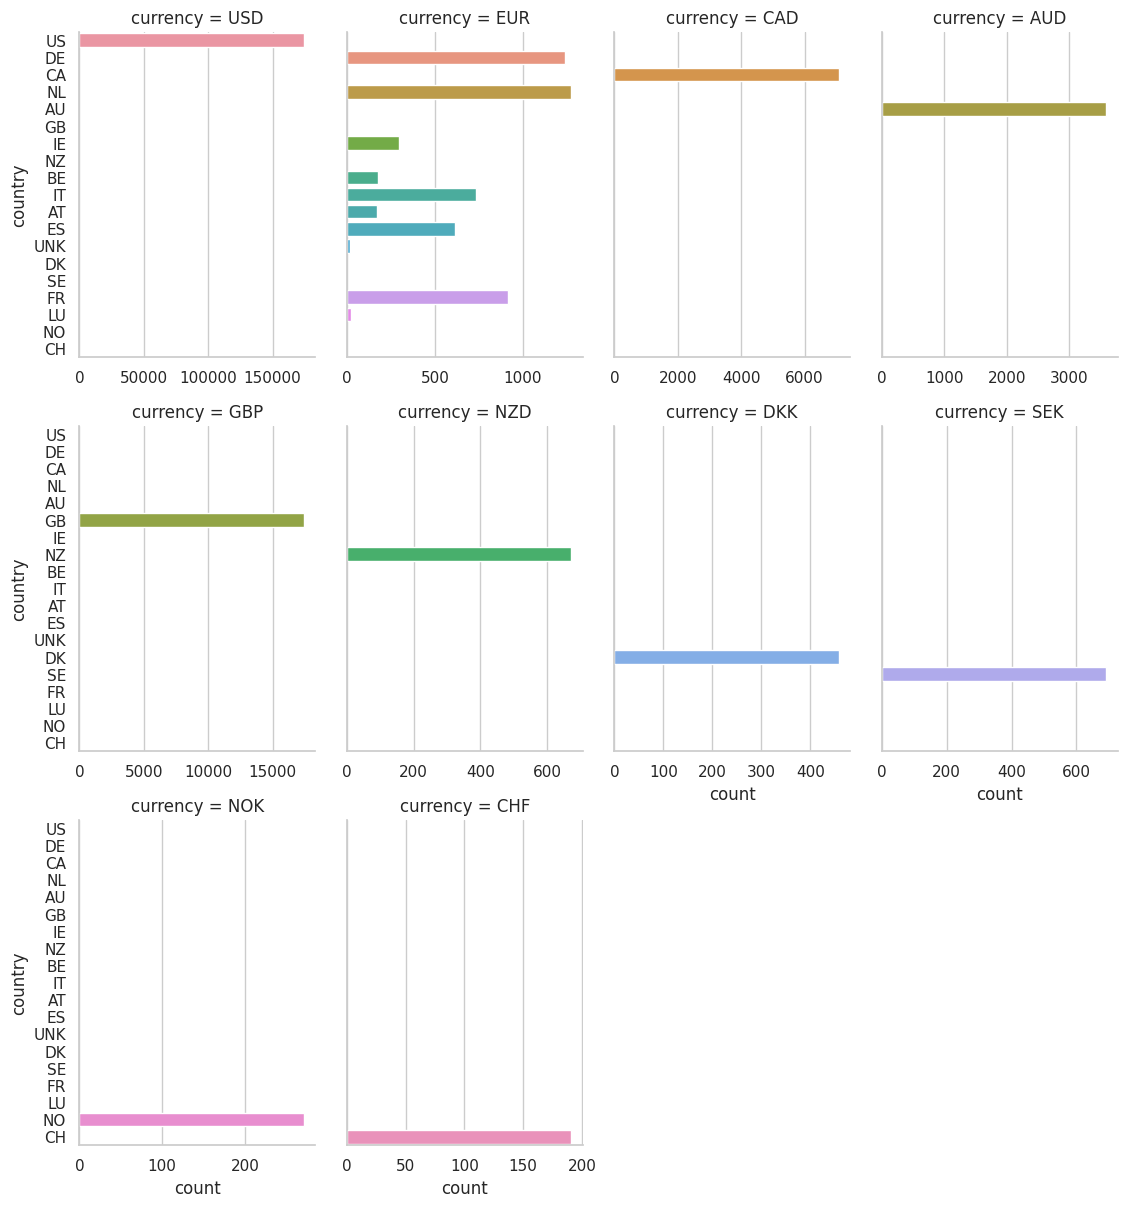 currency = USD
currency = EUR
currency = CAD
currency = AUD
country
US
DE
CA
NL
AU
GB
IE
NZ
BE
IT
AT
ES
UNK
DK
SE
FR
LU
NO
CH
0 50000 100000 150000
0 500 1000
0 2000 4000 6000
0 1000 2000 3000
currency = GBP
currency = NZD
currency = DKK
currency = SEK
country
US
DE
CA
NL
AU
GB
IE
NZ
BE
IT
AT
ES
UNK
DK
SE
FR
LU
NO
CH
0 5000 10000 15000
0 200 400 600
0 100 200 300 400
0 200 400 600
count
count
currency = NOK
currency = CHF
country
US
DE
CA
NL
AU
GB
IE
NZ
BE
IT
AT
ES
UNK
DK
SE
FR
LU
NO
CH
0 100 200
0 50 100 150 200
count
count